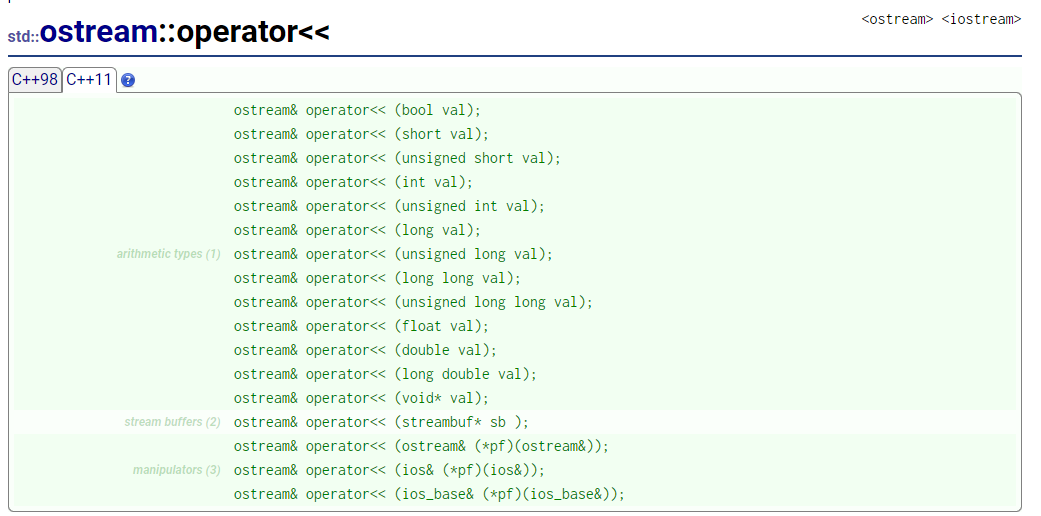 <ostream> <iostream>
std::ostream::operator<<
C++98 C++11 ?
ostream& operator<< (bool val);
ostream& operator<< (short val);
ostream& operator<< (unsigned short val);
ostream& operator<< (int val);
ostream& operator<< (unsigned int val);
ostream& operator<< (long val);
arithmetic types (1) ostream& operator<< (unsigned long val);
ostream& operator<< (long long val);
ostream& operator<< (unsigned long long val);
ostream& operator<< (float val);
ostream& operator<< (double val);
ostream& operator<< (long double val);
ostream& operator<< (void* val);
stream buffers (2) ostream& operator<< (streambuf* sb );
ostream& operator<< (ostream& (*pf)(ostream&));
manipulators (3) ostream& operator<< (ios& (*pf)(ios&));
ostream& operator<< (ios_base& (*pf)(ios_base&));